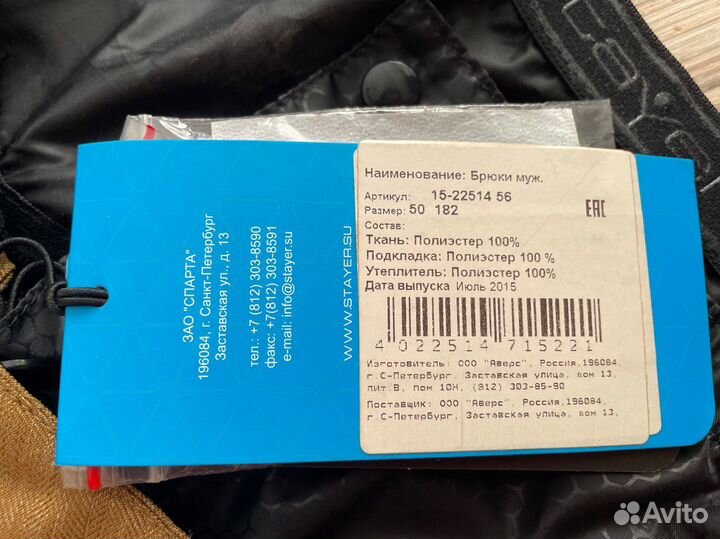 Наименование: Брюки муж.
Артикул: 15-22514 56
Размер: 50 182
Состав:
Ткань: Полиэстер 100%
Подкладка: Полиэстер 100 %
Утеплитель: Полиэстер 100%
Дата выпуска Июль 2015
EAC
4 022514 715221
Изготовитель: ООО "Аверс", Россия,196084,
г.С-Петербург, Заставская улица, дом 13,
лит.В, пом 10Н, (812) 303-85-90
Поставщик: ООО "Аверс", Россия,196084,
г.С-Петербург, Заставская улица, дом 13,
ЗАО "СПАРТА"
196084, г. Санкт-Петербург
Заставская ул., д. 13
тел.: +7 (812) 303-8590
факс: +7(812) 303-8591
e-mail: info@stayer.su
WWW.STAYER.SU
stayer
Avito